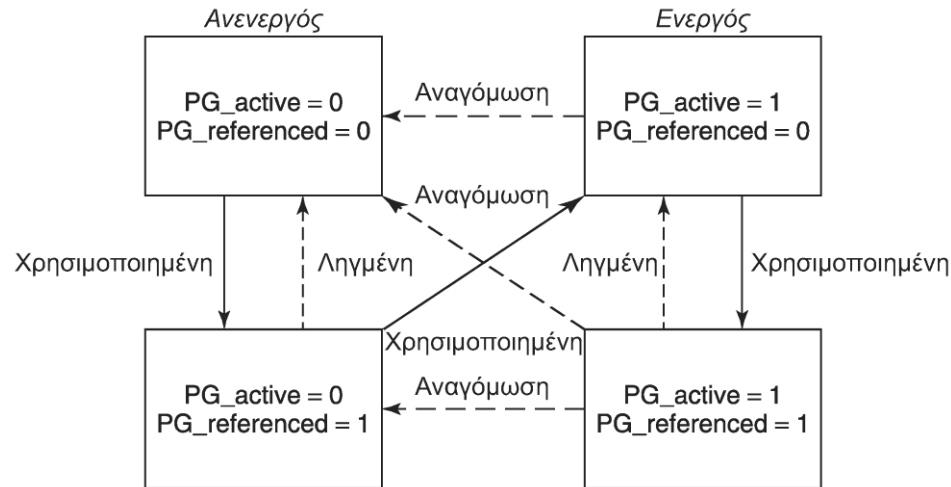 Ανενεργός
Ενεργός
PG_active = 0
PG_referenced = 0
Αναγόμωση
PG_active = 1
PG_referenced = 0
Αναγόμωση
Χρησιμοποιημένη
Ληγμένη
Ληγμένη
Χρησιμοποιημένη
Χρησιμοποιημένη
PG_active = 0
PG_referenced = 1
Αναγόμωση
PG_active = 1
PG_referenced = 1